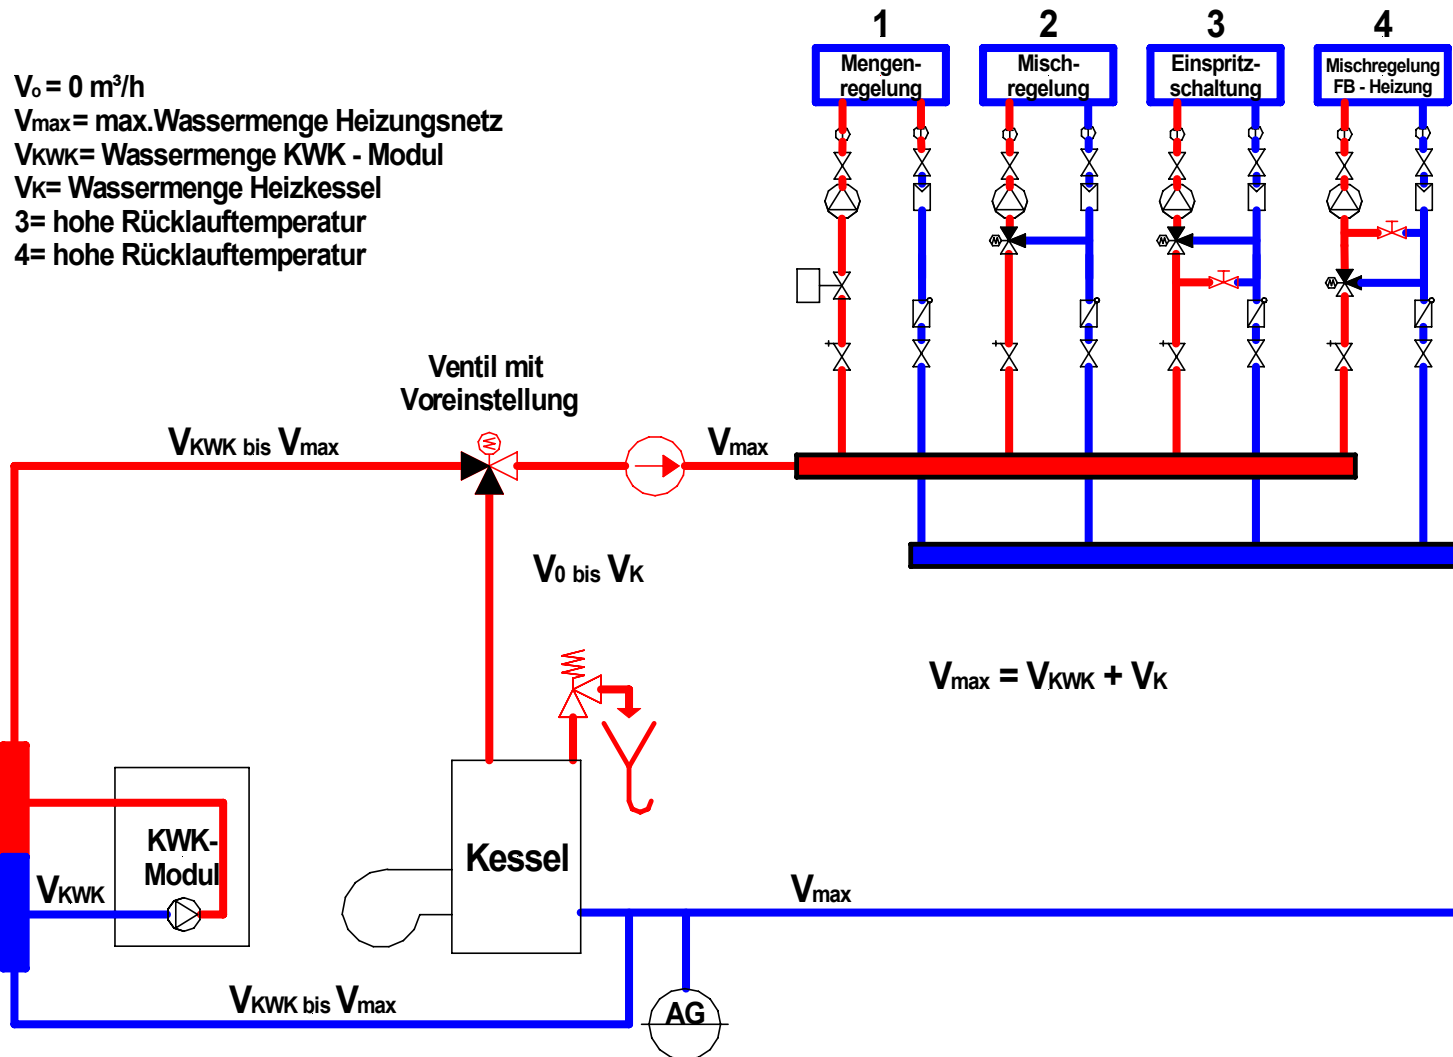 1
2
3
4
Mengen-
regelung
Misch-
regelung
Einspritz-
schaltung
Mischregelung
FB - Heizung
Vo = 0 m³/h
Vmax = max.Wassermenge Heizungsnetz
VKWK= Wassermenge KWK - Modul
VK= Wassermenge Heizkessel
3= hohe Rücklauftemperatur
4= hohe Rücklauftemperatur
M
M
M
Ventil mit
Voreinstellung
VKWK bis Vmax
Vmax
V0 bis VK
Vmax = VKWK + VK
KWK-
Modul
VKWK
Kessel
Vmax
VKWK bis Vmax
AG